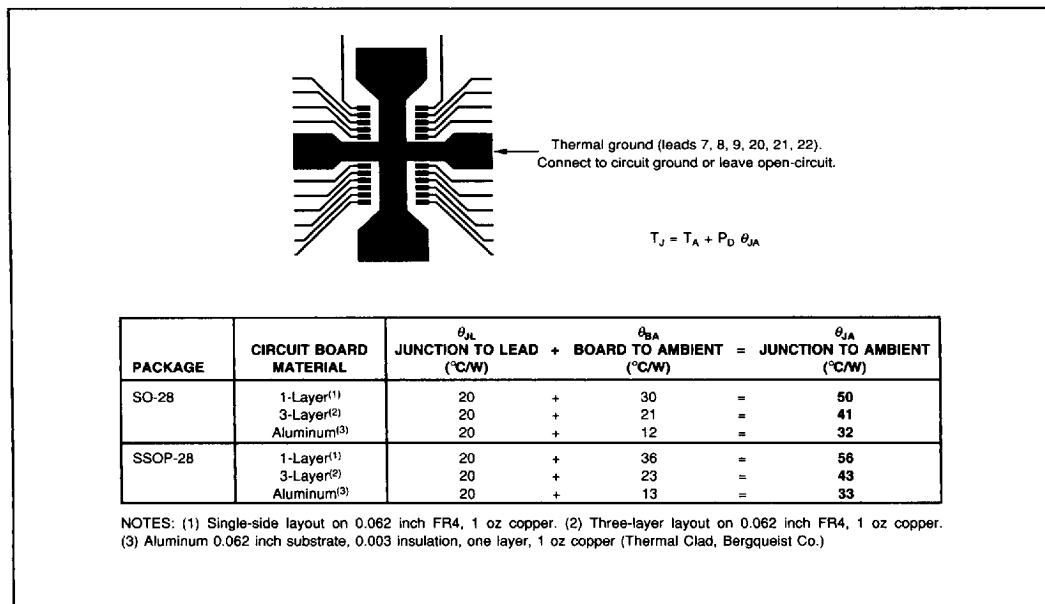 Thermal ground (leads 7, 8, 9, 20, 21, 22).
Connect to circuit ground or leave open-circuit.
T_J = T_A + P_D θ_JA
PACKAGE
CIRCUIT BOARD
MATERIAL
θ_JL
JUNCTION TO LEAD
(°C/W)
+
θ_BA
BOARD TO AMBIENT
(°C/W)
=
θ_JA
JUNCTION TO AMBIENT
(°C/W)
SO-28 1-Layer(1) 20 + 30 = 50
3-Layer(2) 20 + 21 = 41
Aluminum(3) 20 + 12 = 32
SSOP-28 1-Layer(1) 20 + 36 = 56
3-Layer(2) 20 + 23 = 43
Aluminum(3) 20 + 13 = 33
NOTES: (1) Single-side layout on 0.062 inch FR4, 1 oz copper. (2) Three-layer layout on 0.062 inch FR4, 1 oz copper.
(3) Aluminum 0.062 inch substrate, 0.003 insulation, one layer, 1 oz copper (Thermal Clad, Bergqueist Co.)